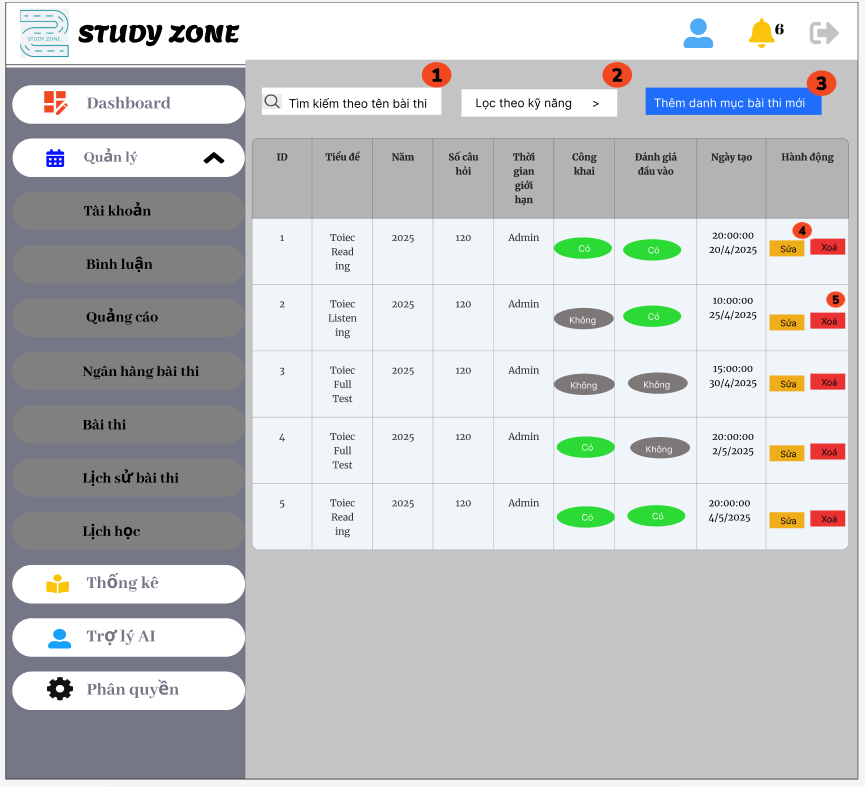 STUDY ZONE
STUDY ZONE
6
1
2
3
Tìm kiếm theo tên bài thi
Lọc theo kỹ năng >
Thêm danh mục bài thi mới
Dashboard
Quản lý
Tài khoản
Bình luận
Quảng cáo
Ngân hàng bài thi
Bài thi
Lịch sử bài thi
Lịch học
Thống kê
Trợ lý AI
Phân quyền
ID
Tiểu đề
Năm
Số câu
hỏi
Thời
gian
giới
hạn
Công
khai
Đánh giá
đầu vào
Ngày tạo
Hành động
1
Toiec
Read
ing
2025
120
Admin
Có
Có
20:00:00
20/4/2025
4
Sửa
Xoá
2
Toiec
Listen
ing
2025
120
Admin
Không
Có
10:00:00
25/4/2025
5
Sửa
Xoá
3
Toiec
Full
Test
2025
120
Admin
Không
Không
15:00:00
30/4/2025
Sửa
Xoá
4
Toiec
Full
Test
2025
120
Admin
Có
Không
20:00:00
2/5/2025
Sửa
Xoá
5
Toiec
Read
ing
2025
120
Admin
Có
Có
20:00:00
4/5/2025
Sửa
Xoá